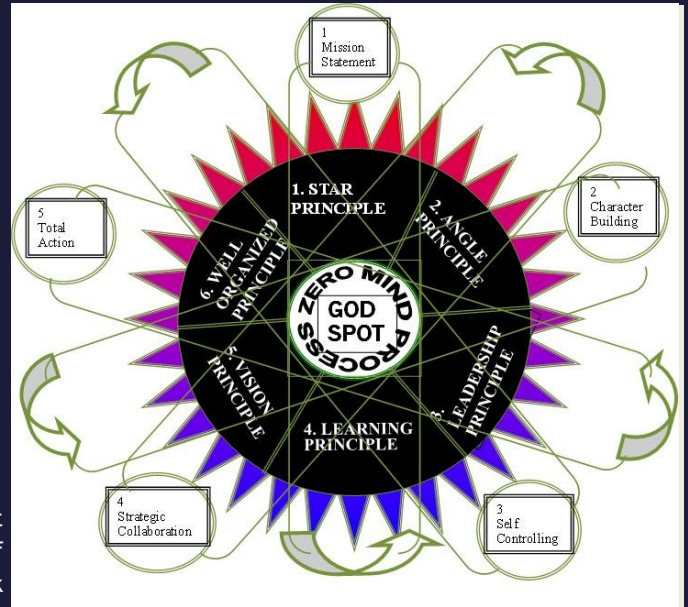 1
Mission
Statement
2
Character
Building
3
Self
Controlling
4
Strategic
Collaboration
5
Total
Action
1. STAR
PRINCIPLE
2. ANGLE
PRINCIPLE
3. LEADERSHIP
PRINCIPLE
4. LEARNING
PRINCIPLE
5. VISION
PRINCIPLE
6. WELL
ORGANIZED
PRINCIPLE
ZERO MIND PROCESS
GOD
SPOT